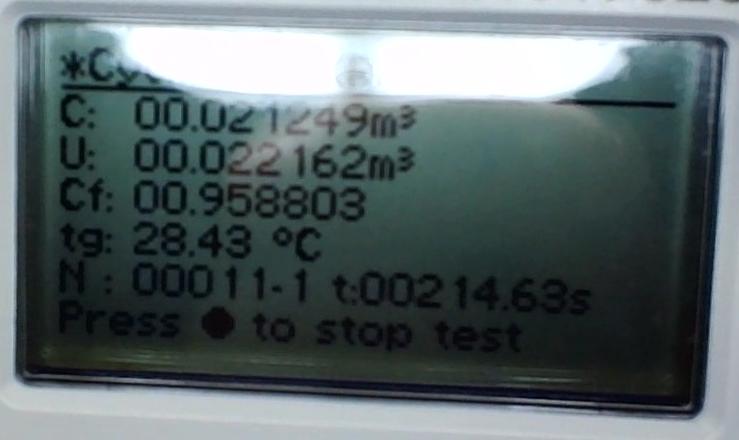 C: 00.021249m³
U: 00.022162m³
Cf: 00.958803
tg: 28.43 °C
N : 00011-1 t:00214.63s
Press ● to stop test